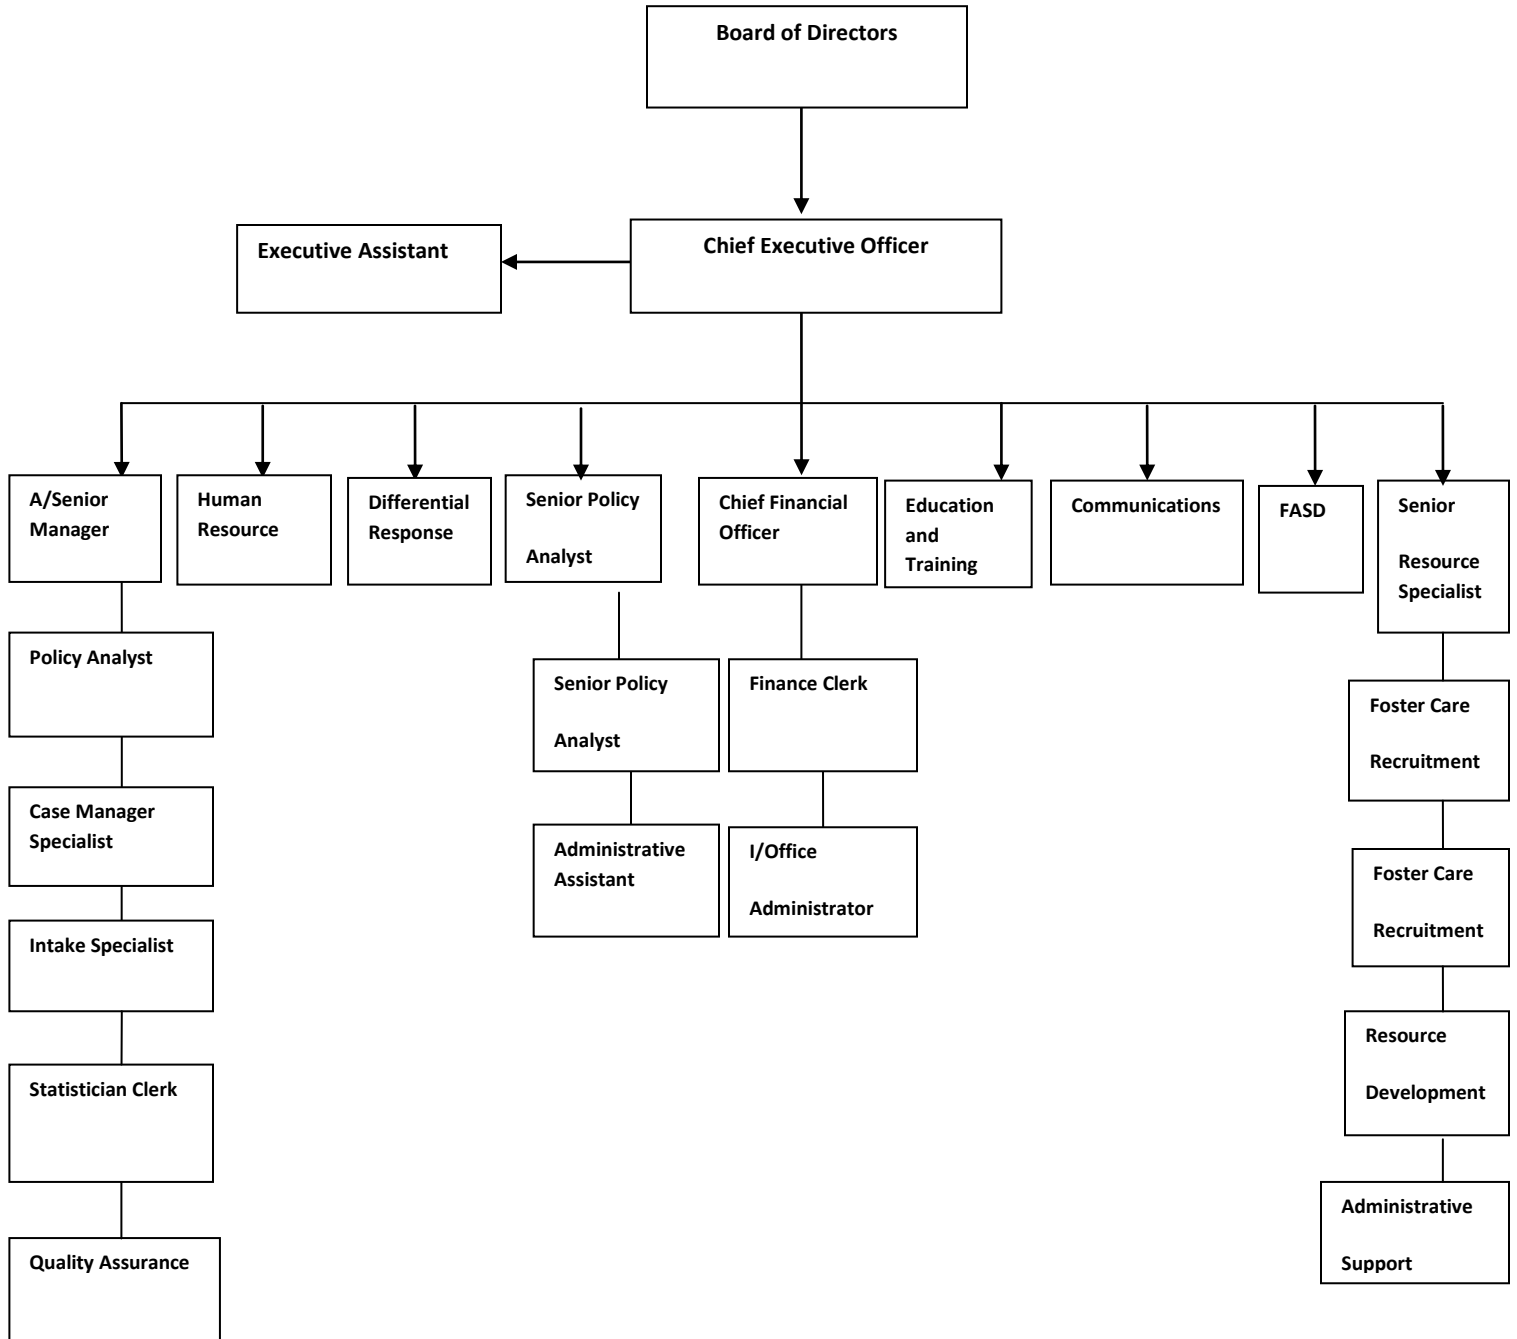 Board of Directors
Executive Assistant
Chief Executive Officer
A/Senior
Manager
Human
Resource
Differential
Response
Senior Policy
Analyst
Chief Financial
Officer
Education
and
Training
Communications
FASD
Senior
Resource
Specialist
Policy Analyst
Case Manager
Specialist
Intake Specialist
Statistician Clerk
Quality Assurance
Senior Policy
Analyst
Administrative
Assistant
Finance Clerk
I/Office
Administrator
Foster Care
Recruitment
Foster Care
Recruitment
Resource
Development
Administrative
Support